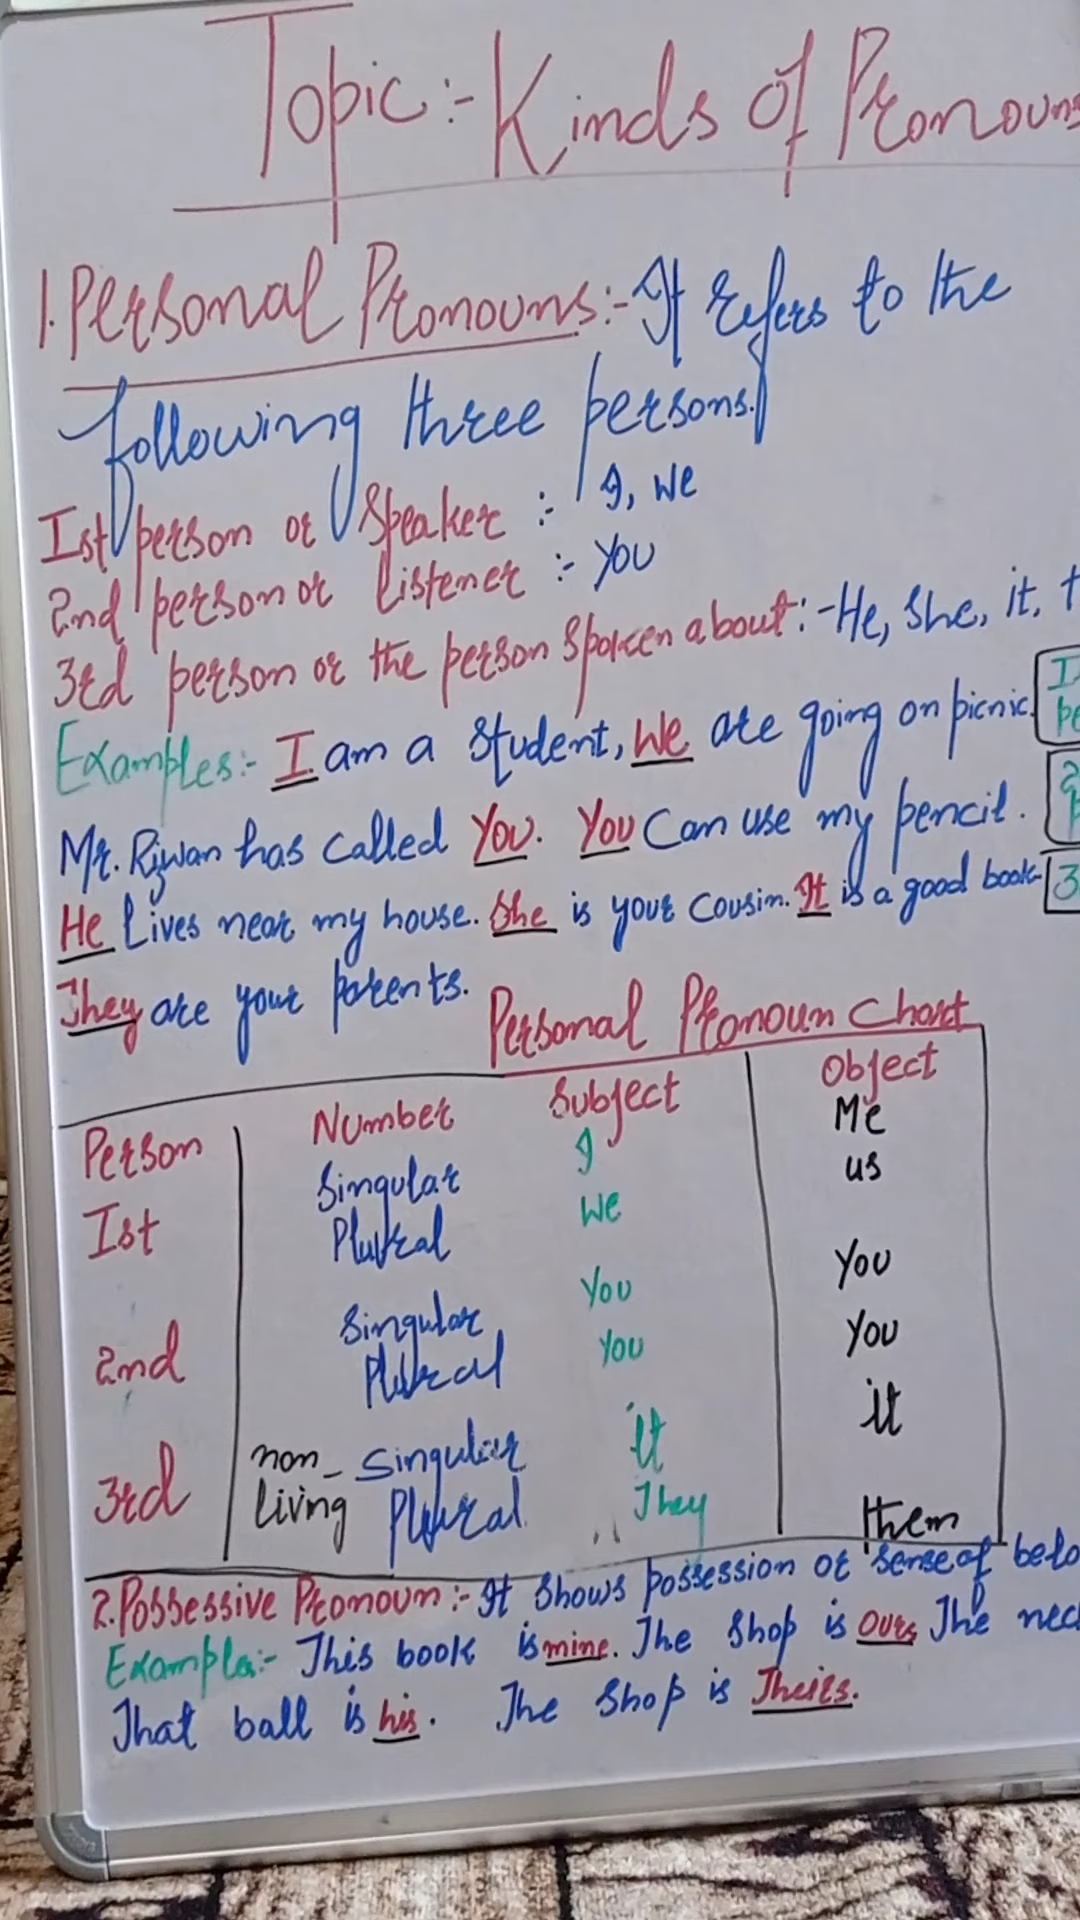 Topic:- Kinds of Pronouns
1. Personal Pronouns:- It refers to the
following three persons.
Ist person or Speaker :- I, We
2nd person or listener :- You
3rd person or the person Spoken about:- He, She, it,
Examples:- I am a Student, We are going on picnic.
Mr. Rizwan has called You. You Can use my pencil.
He lives near my house. She is your Cousin. It is a good book.
3
They are your parents.
Personal Pronoun Chart
Person Number Subject Object
Ist Singular I Me
Plural We us
2nd Singular You You
Plural You You
3rd non-living Singular it it
Plural They them
2. Possessive Pronoun:- It Shows possession or sense of
Example:- This book is mine. The Shop is Ours The
That ball is his. The Shop is Theirs.